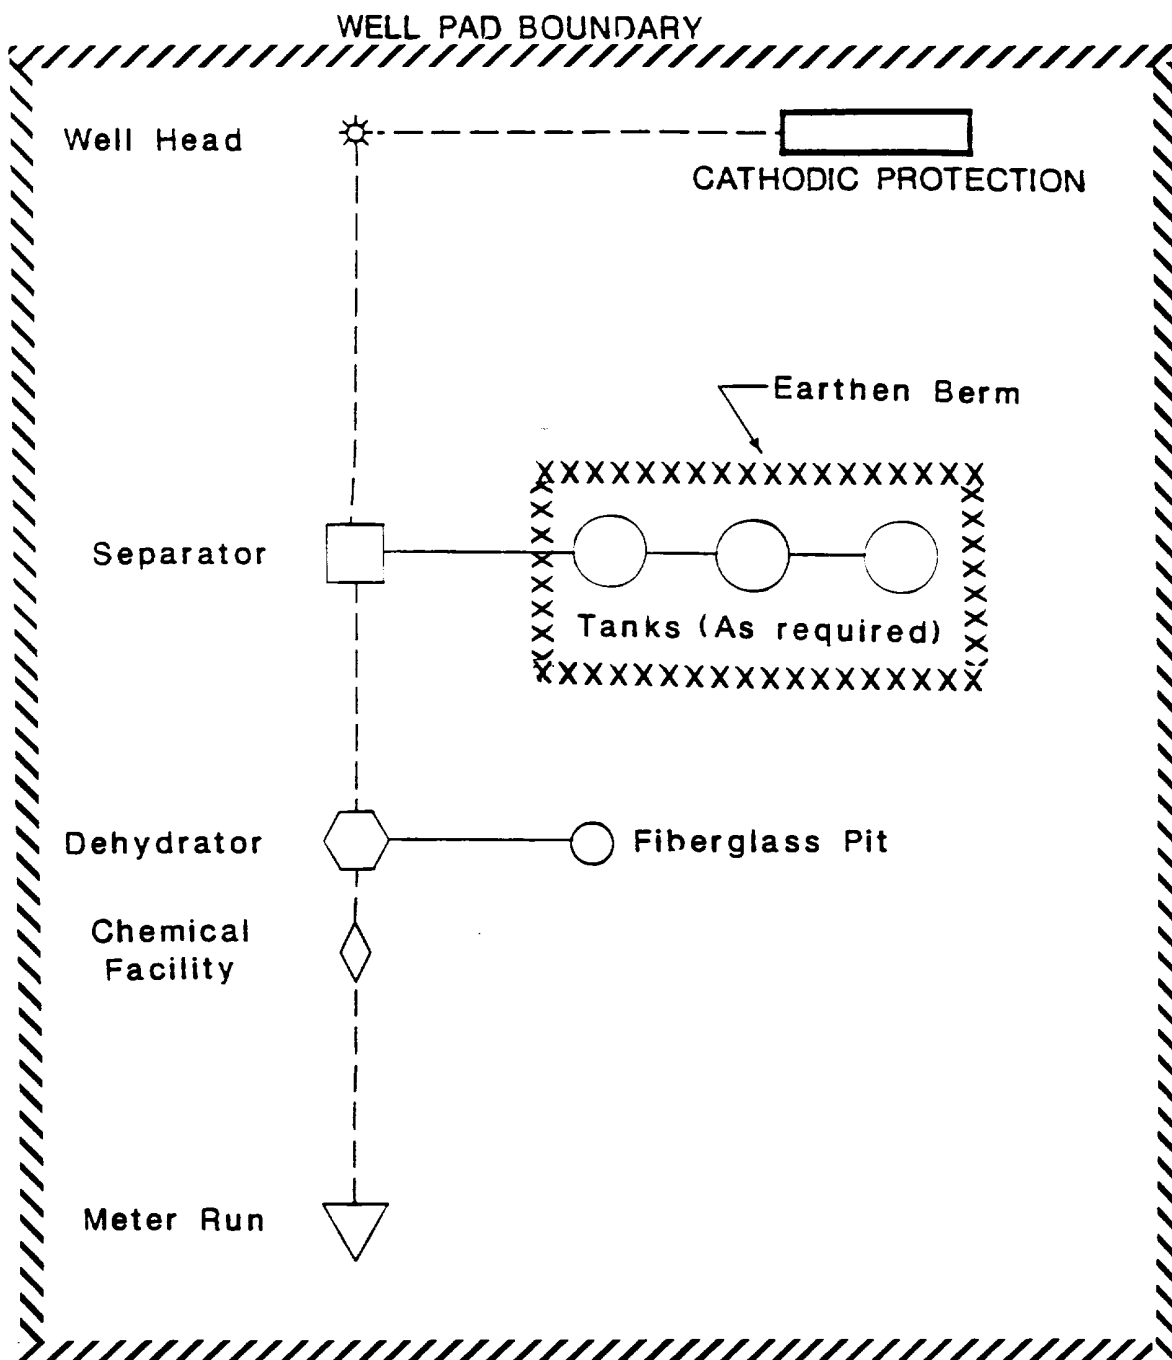 WELL PAD BOUNDARY
Well Head
CATHODIC PROTECTION
Earthen Berm
Separator
Tanks (As required)
Dehydrator
Fiberglass Pit
Chemical
Facility
Meter Run